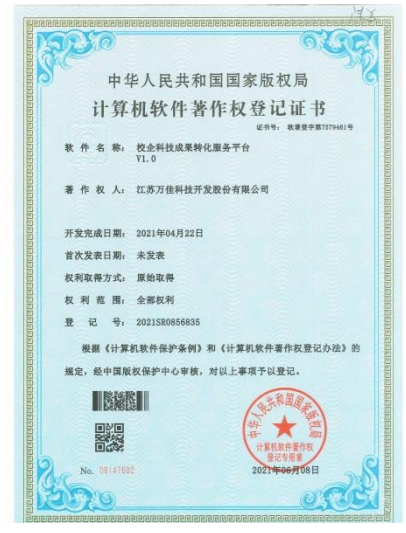 中华人民共和国国家版权局
计算机软件著作权登记证书
证书号: 软著登字第7579461号
软件名称: 校企科技成果转化服务平台
V1.0
著作权人: 江苏万佳科技开发股份有限公司
开发完成日期: 2021年04月22日
首次发表日期: 未发表
权利取得方式: 原始取得
权利范围: 全部权利
登记号: 2021SR0856835
根据《计算机软件保护条例》和《计算机软件著作权登记办法》的
规定,经中国版权保护中心审核,对以上事项予以登记。
中华人民共和国国家版权局
计算机软件著作权
登记专用章
No. 08147602
2021年06月08日